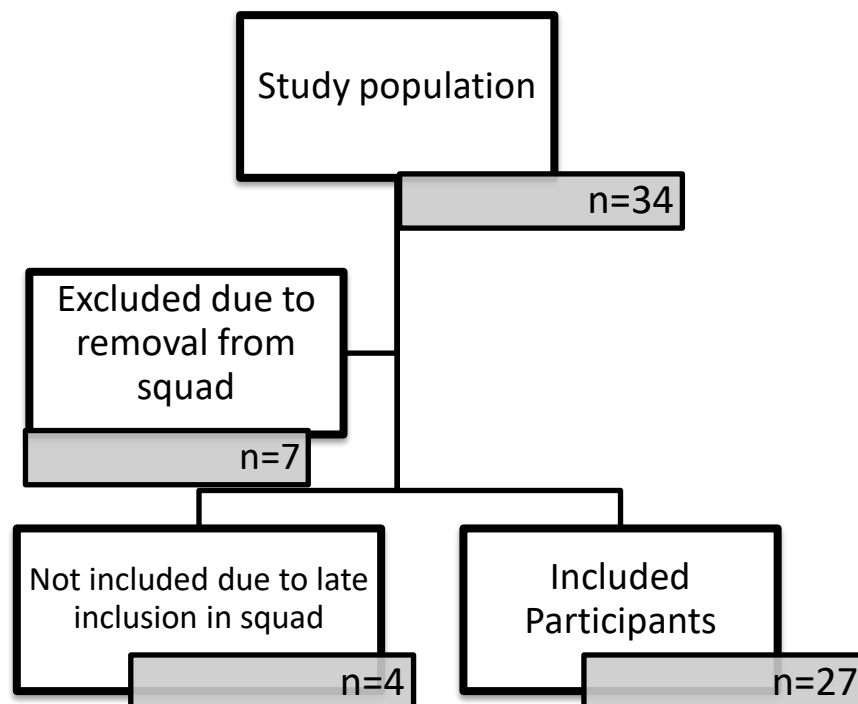 Study population
n=34
Excluded due to
removal from
squad
n=7
Not included due to late
inclusion in squad
n=4
Included
Participants
n=27